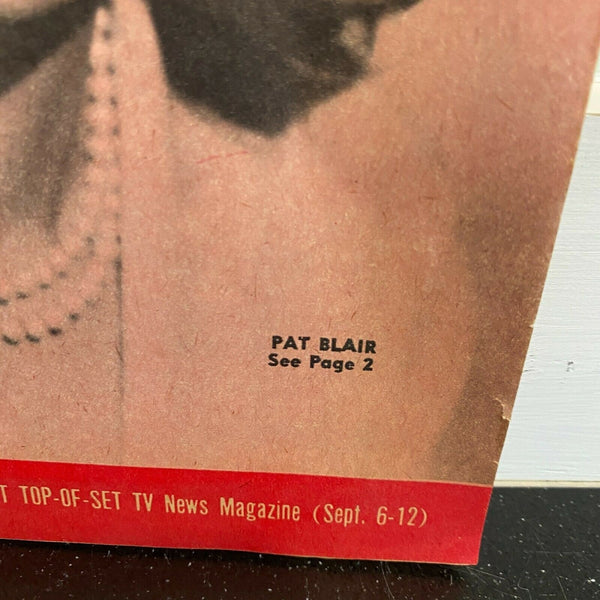 PAT BLAIR
See Page 2
T TOP-OF-SET TV News Magazine (Sept. 6-12)